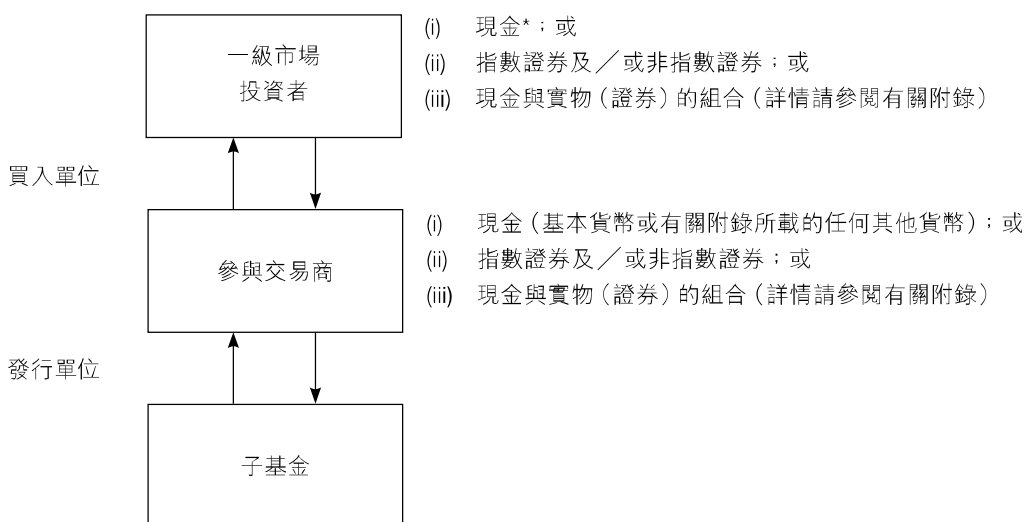 一級市場
投資者
(i) 現金*；或
(ii) 指數證券及／或非指數證券；或
(iii) 現金與實物（證券）的組合（詳情請參閱有關附錄）
買入單位
參與交易商
(i) 現金（基本貨幣或有關附錄所載的任何其他貨幣）；或
(ii) 指數證券及／或非指數證券；或
(iii) 現金與實物（證券）的組合（詳情請參閱有關附錄）
發行單位
子基金